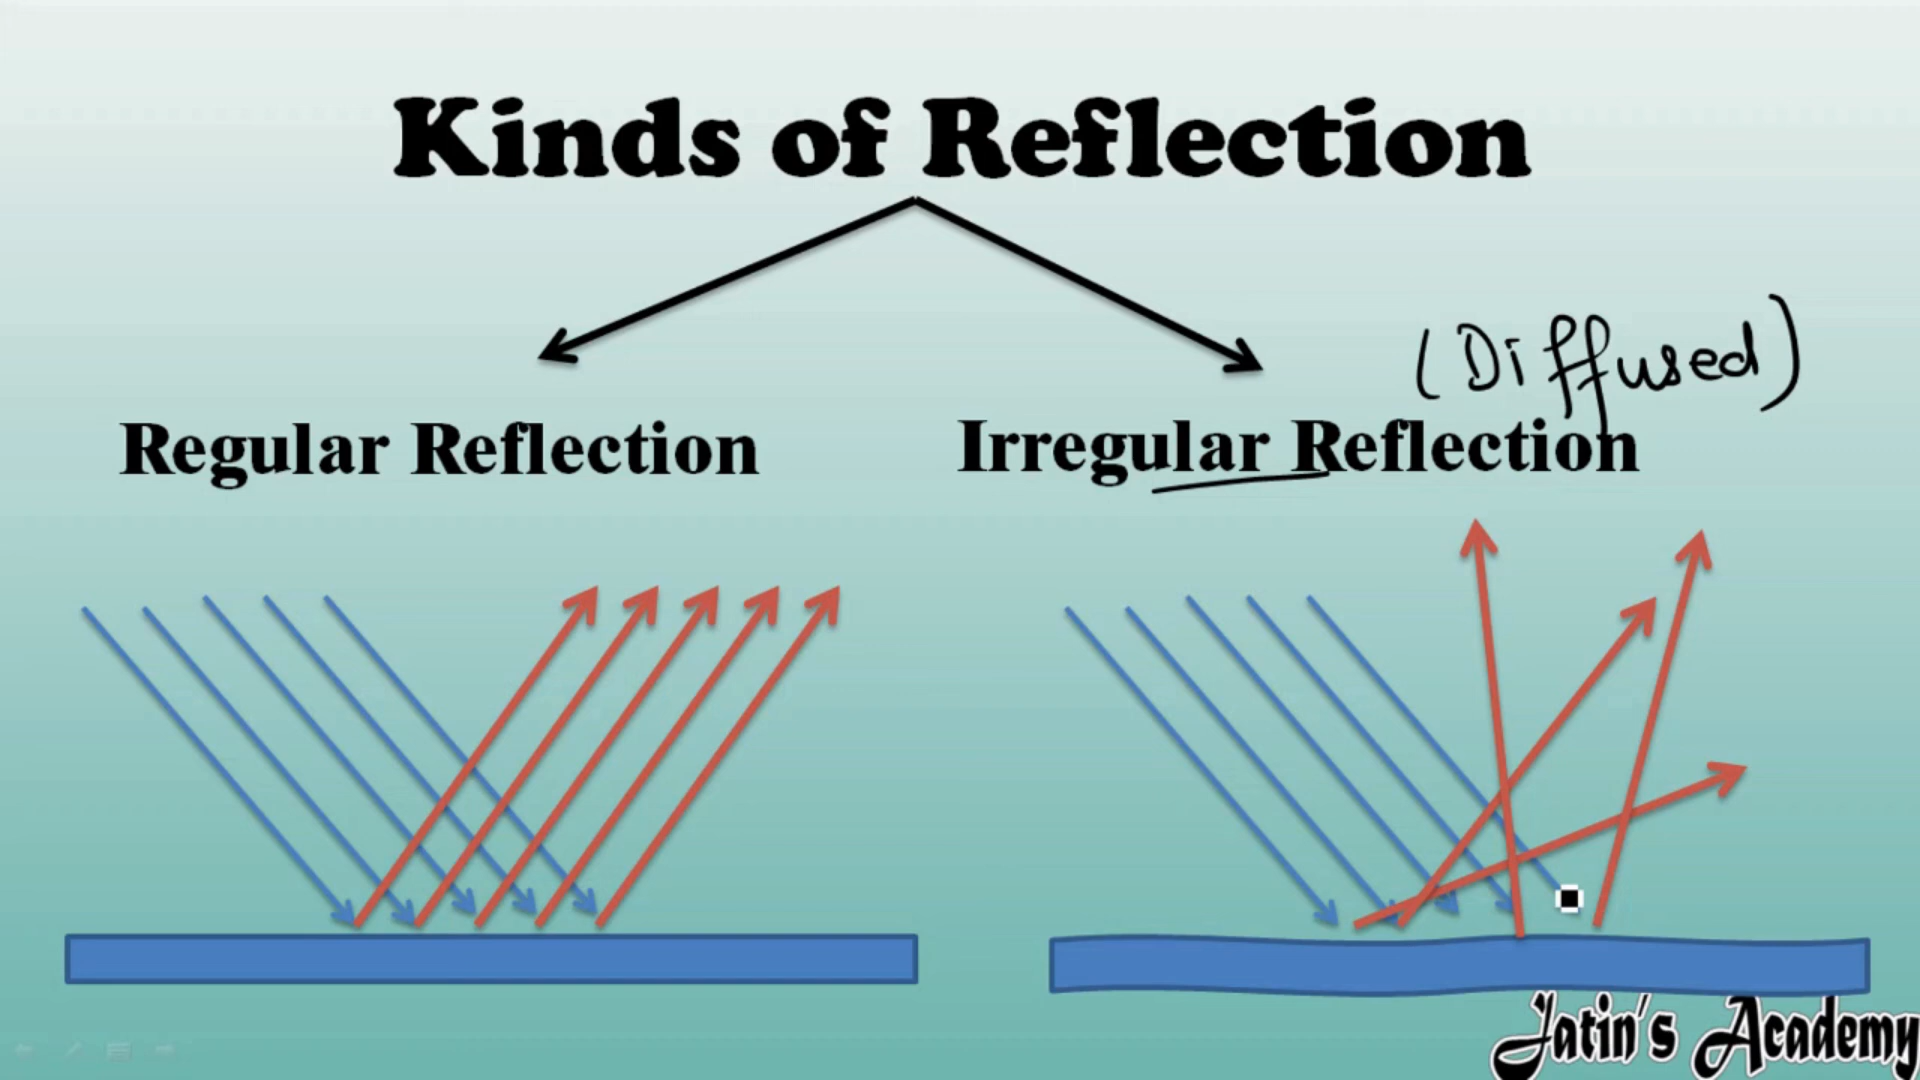 Kinds of Reflection
(Diffused)
Regular Reflection
Irregular Reflection
Jatin's Academy